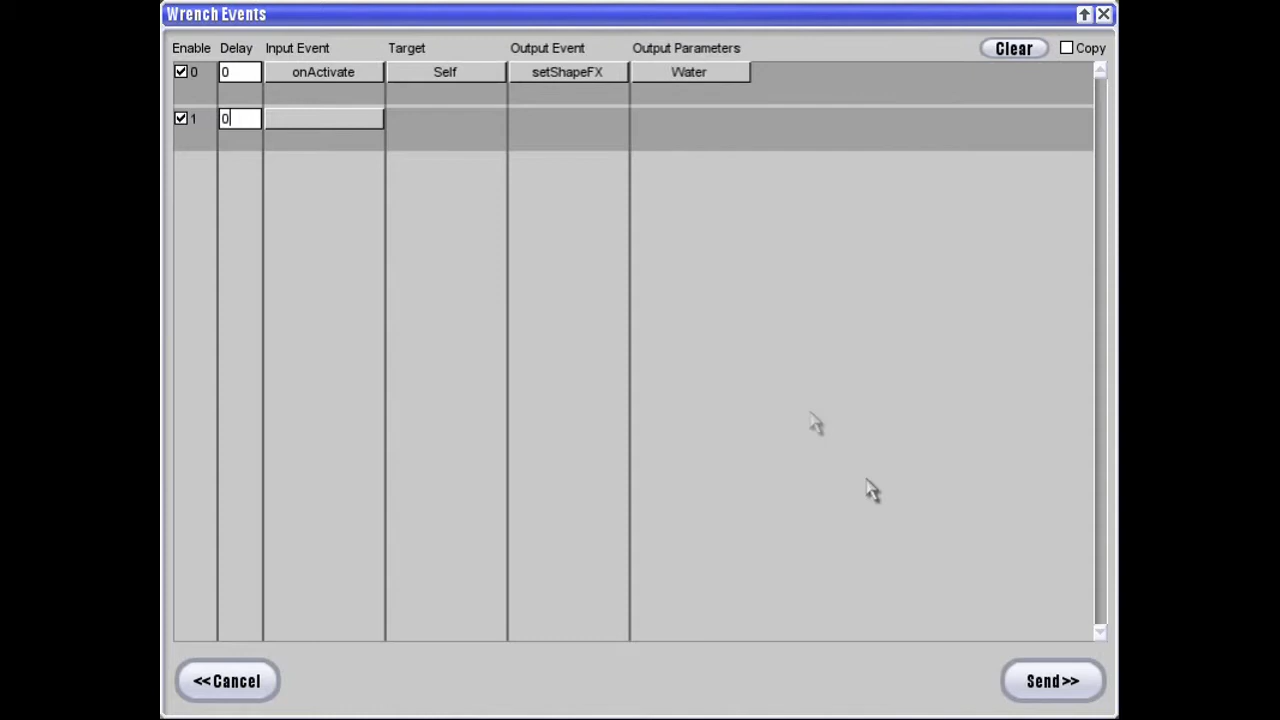 Wrench Events
Enable Delay Input Event Target Output Event Output Parameters Clear Copy
0 0 onActivate Self setShapeFX Water
1 0
<<Cancel Send>>